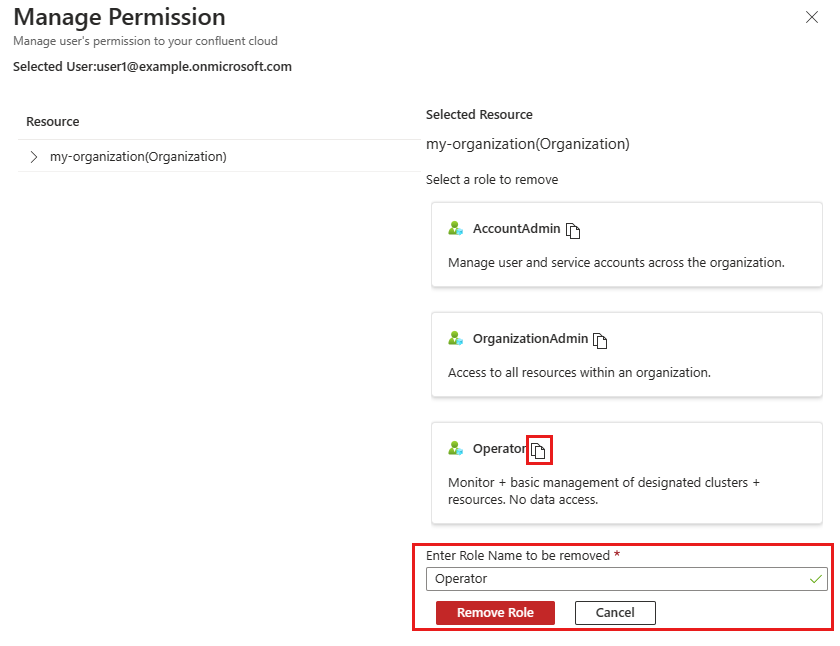 Manage Permission
Manage user's permission to your confluent cloud
Selected User:user1@example.onmicrosoft.com
Resource
my-organization(Organization)
Selected Resource
my-organization(Organization)
Select a role to remove
AccountAdmin
Manage user and service accounts across the organization.
OrganizationAdmin
Access to all resources within an organization.
Operator
Monitor + basic management of designated clusters +
resources. No data access.
Enter Role Name to be removed *
Operator
Remove Role
Cancel